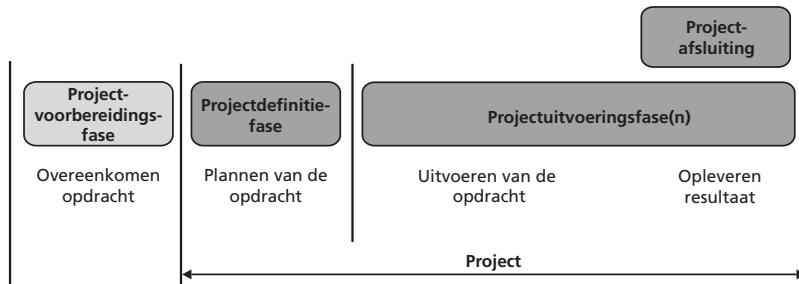 Project-
afsluiting
Project-
voorbereidings-
fase
Projectdefinitie-
fase
Projectuitvoeringsfase(n)
Overeenkomen
opdracht
Plannen van de
opdracht
Uitvoeren van de
opdracht
Opleveren
resultaat
Project